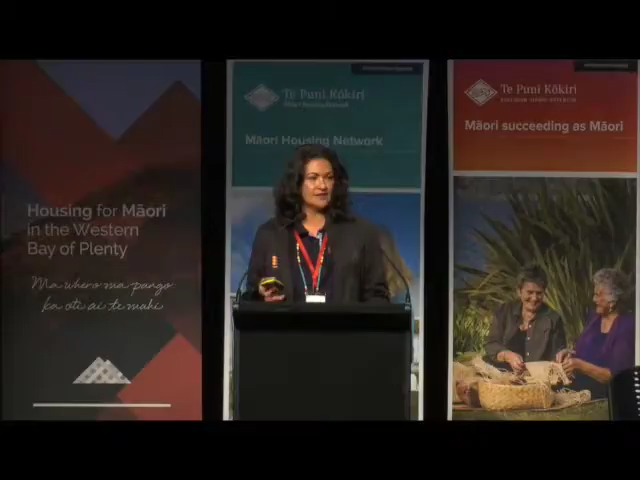 Housing for Māori
in the Western
Bay of Plenty
Ma whero ma pango
ka oti ai te mahi
Te Puni Kōkiri
Māori Housing Network
Te Puni Kōkiri
Māori succeeding as Māori